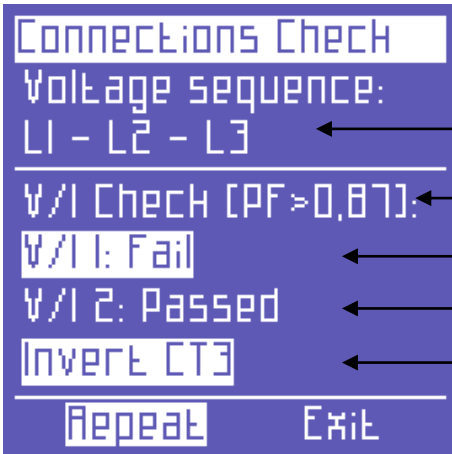 Connections Check
Voltage sequence:
L1 - L2 - L3
V/I Check [PF>0,87]:
V/I 1: Fail
V/I 2: Passed
Invert CT3
Repeat Exit